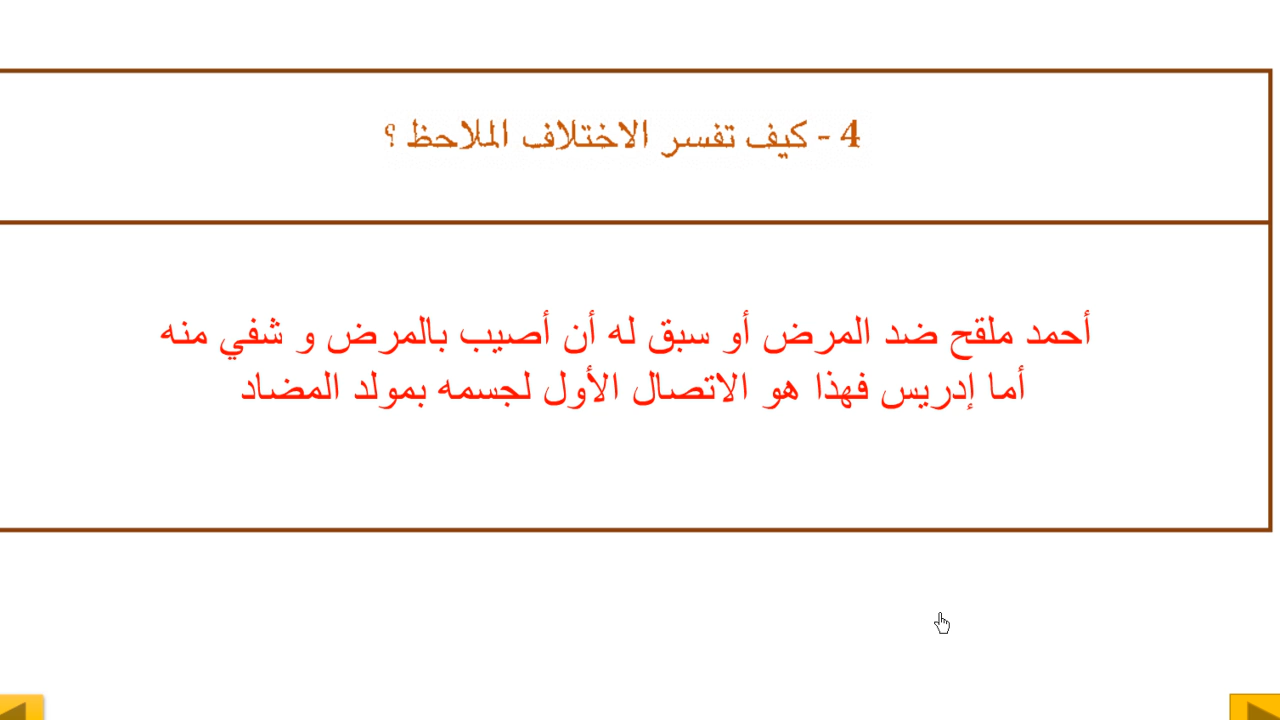 4 - كيف تفسر الاختلاف الملاحظ ؟
أحمد ملقح ضد المرض أو سبق له أن أصيب بالمرض و شفي منه
أما إدريس فهذا هو الاتصال الأول لجسمه بمولد المضاد